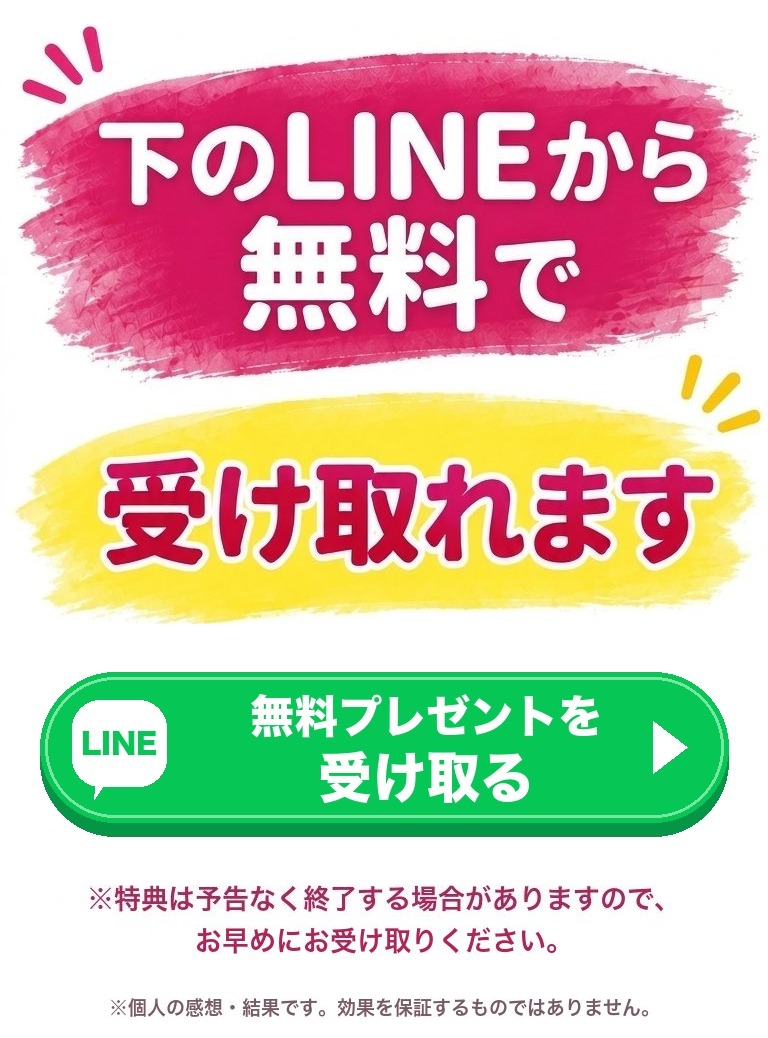 下のLINEから
無料で
受け取れます
LINE
無料プレゼントを
受け取る
※特典は予告なく終了する場合がありますので、
お早めにお受け取りください。
※個人の感想・結果です。効果を保証するものではありません。